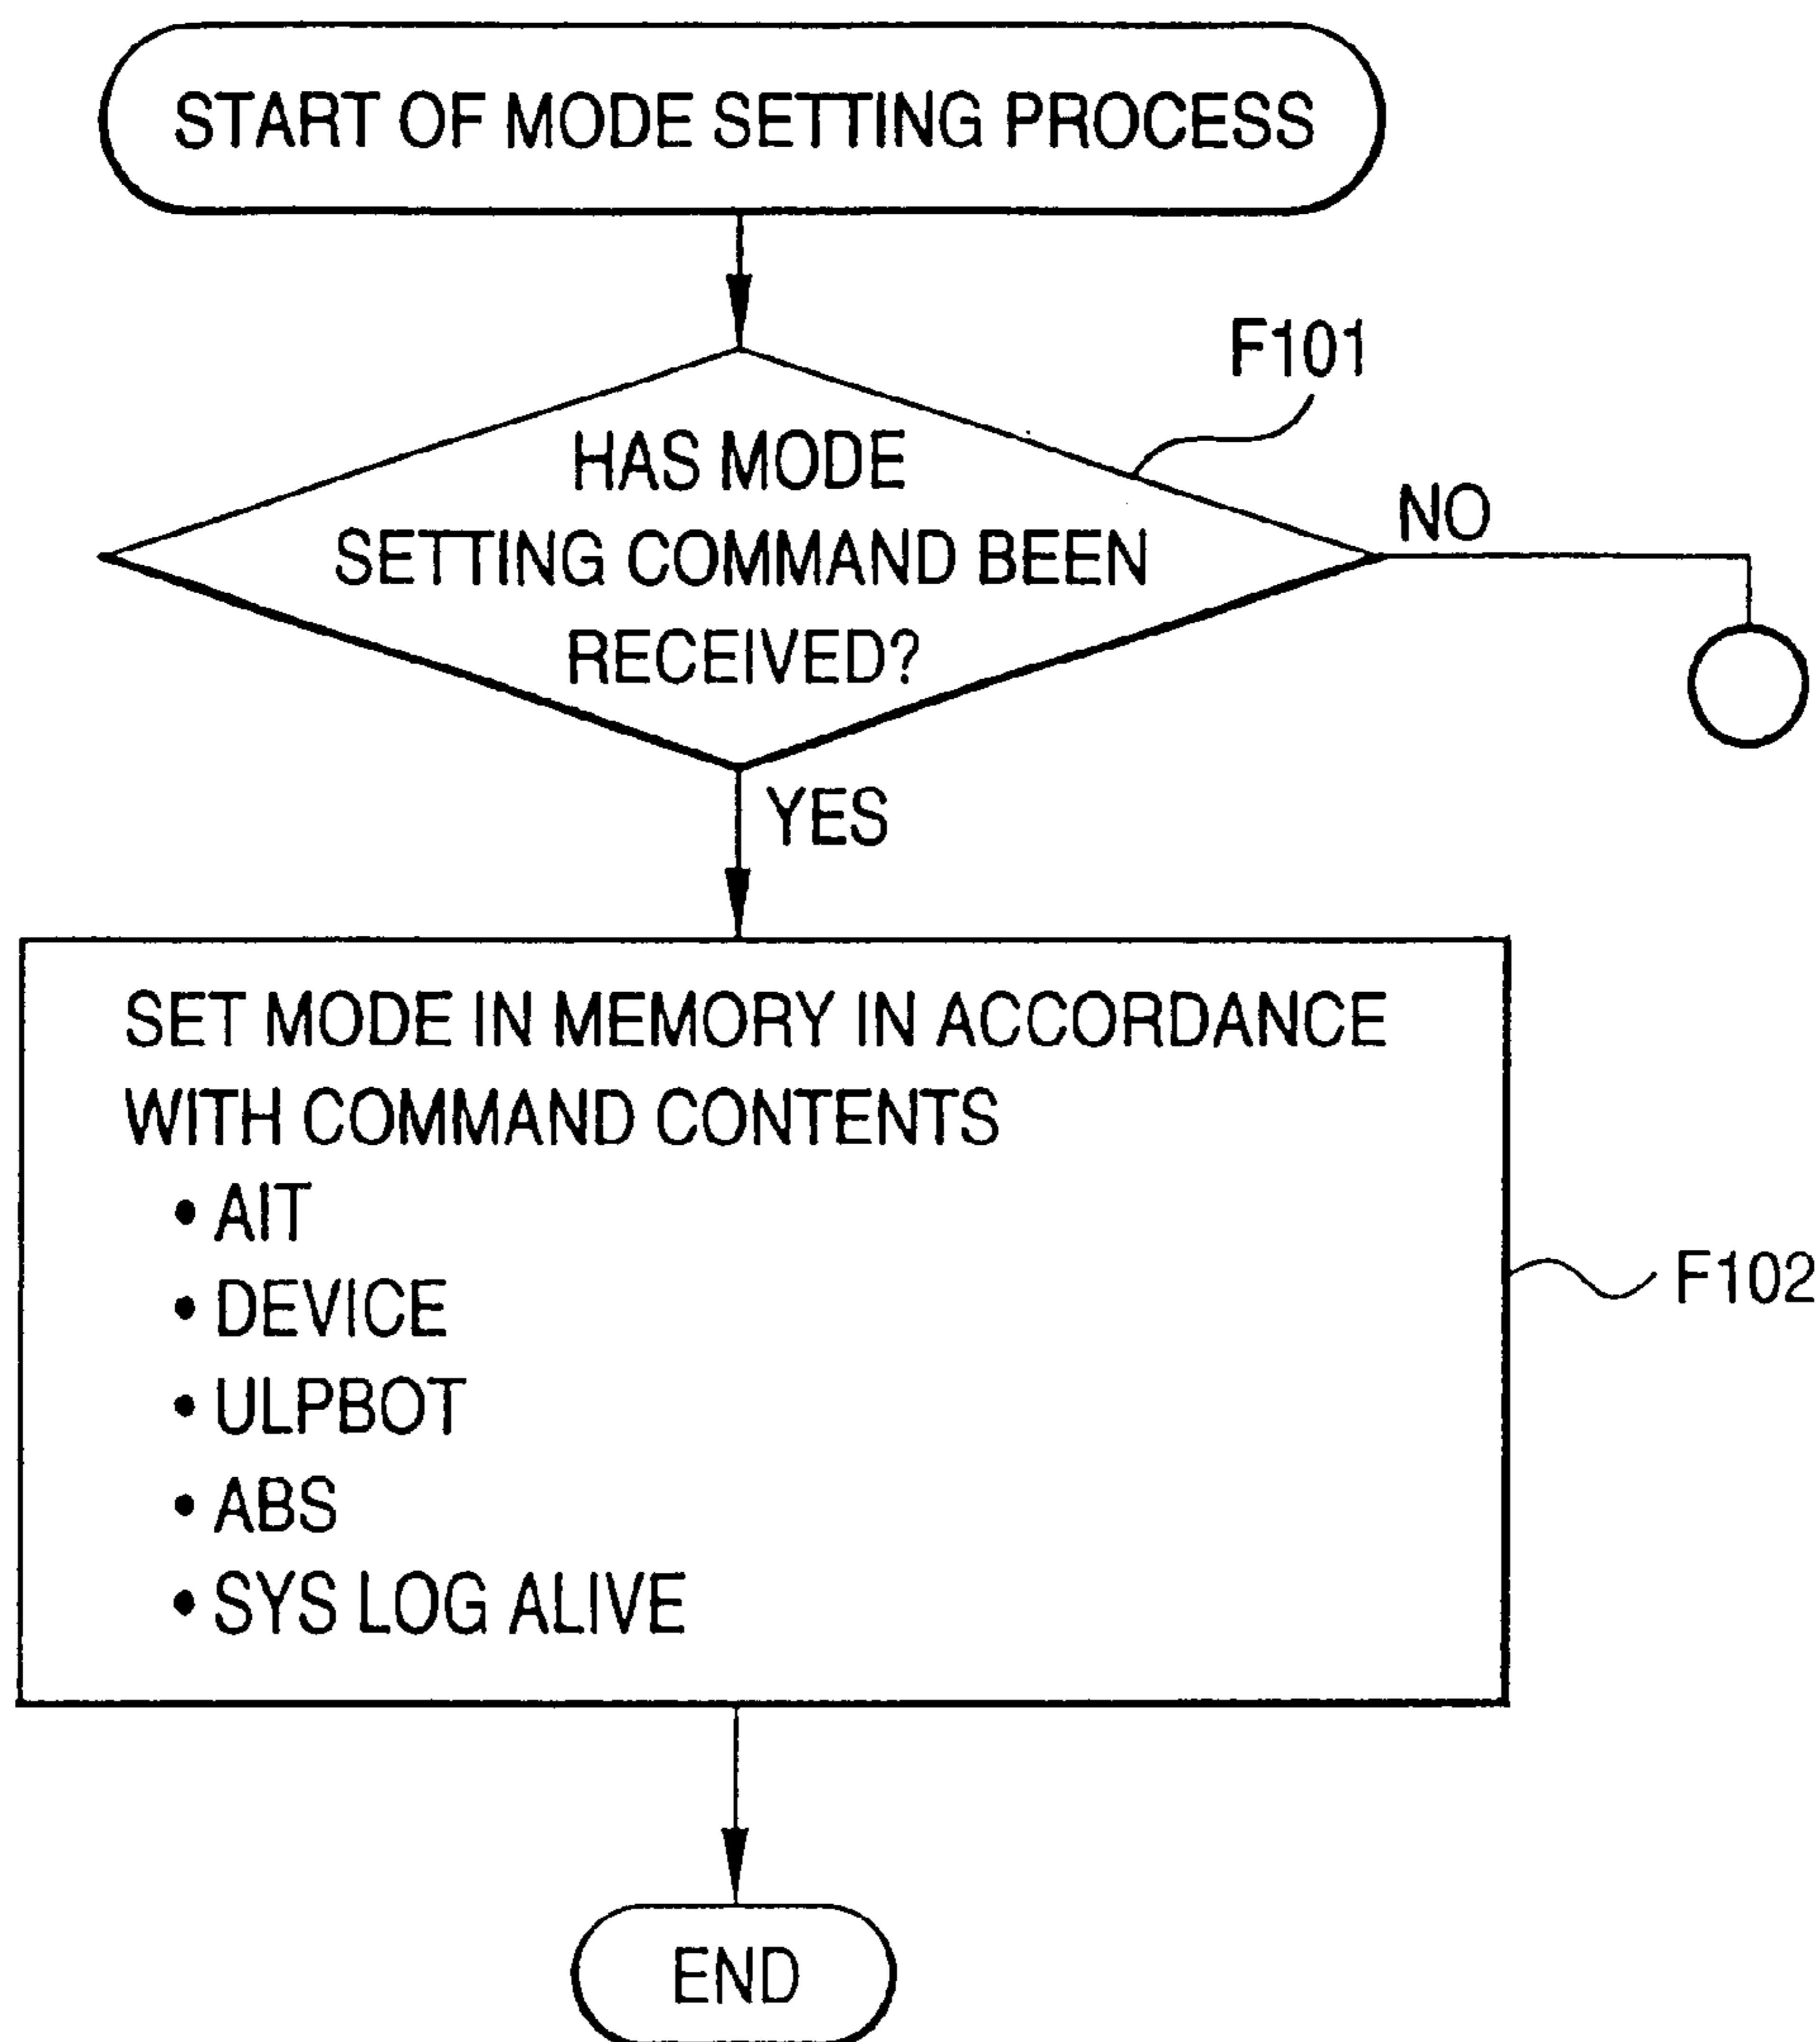 START OF MODE SETTING PROCESS
F101
HAS MODE
SETTING COMMAND BEEN
RECEIVED?
NO
YES
SET MODE IN MEMORY IN ACCORDANCE
WITH COMMAND CONTENTS
• AIT
• DEVICE
• ULPBOT
• ABS
• SYS LOG ALIVE
F102
END